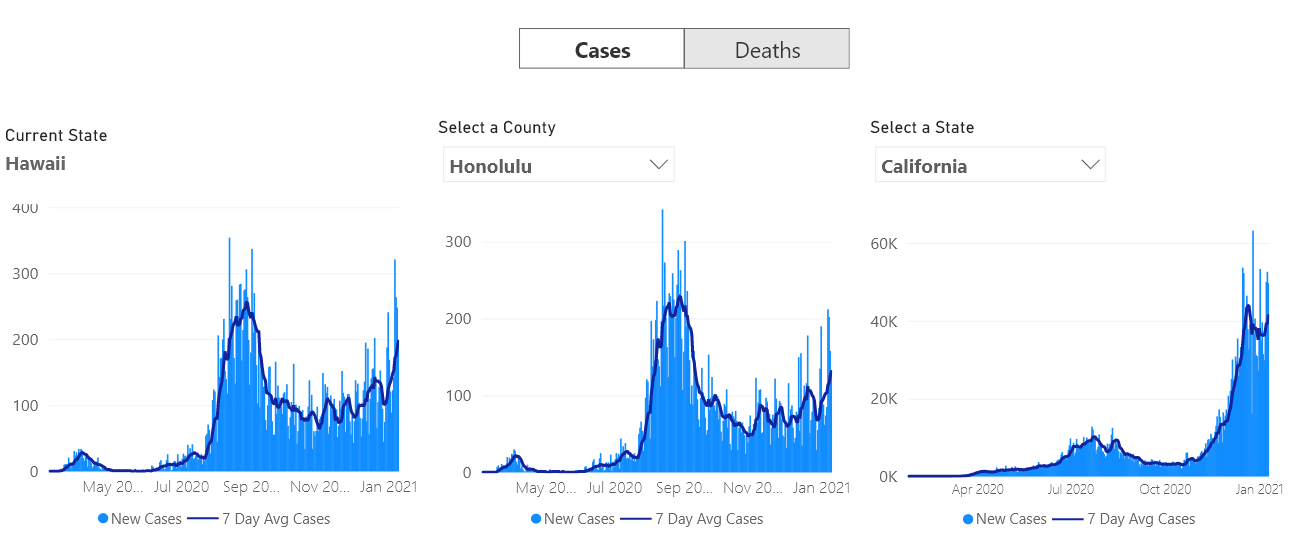 Cases Deaths
Current State
Hawaii
Select a County
Honolulu
Select a State
California
400
300
200
100
0
May 20... Jul 2020 Sep 20... Nov 20... Jan 2021
New Cases 7 Day Avg Cases
300
200
100
0
May 20... Jul 2020 Sep 20... Nov 20... Jan 2021
New Cases 7 Day Avg Cases
60K
40K
20K
0K
Apr 2020 Jul 2020 Oct 2020 Jan 2021
New Cases 7 Day Avg Cases